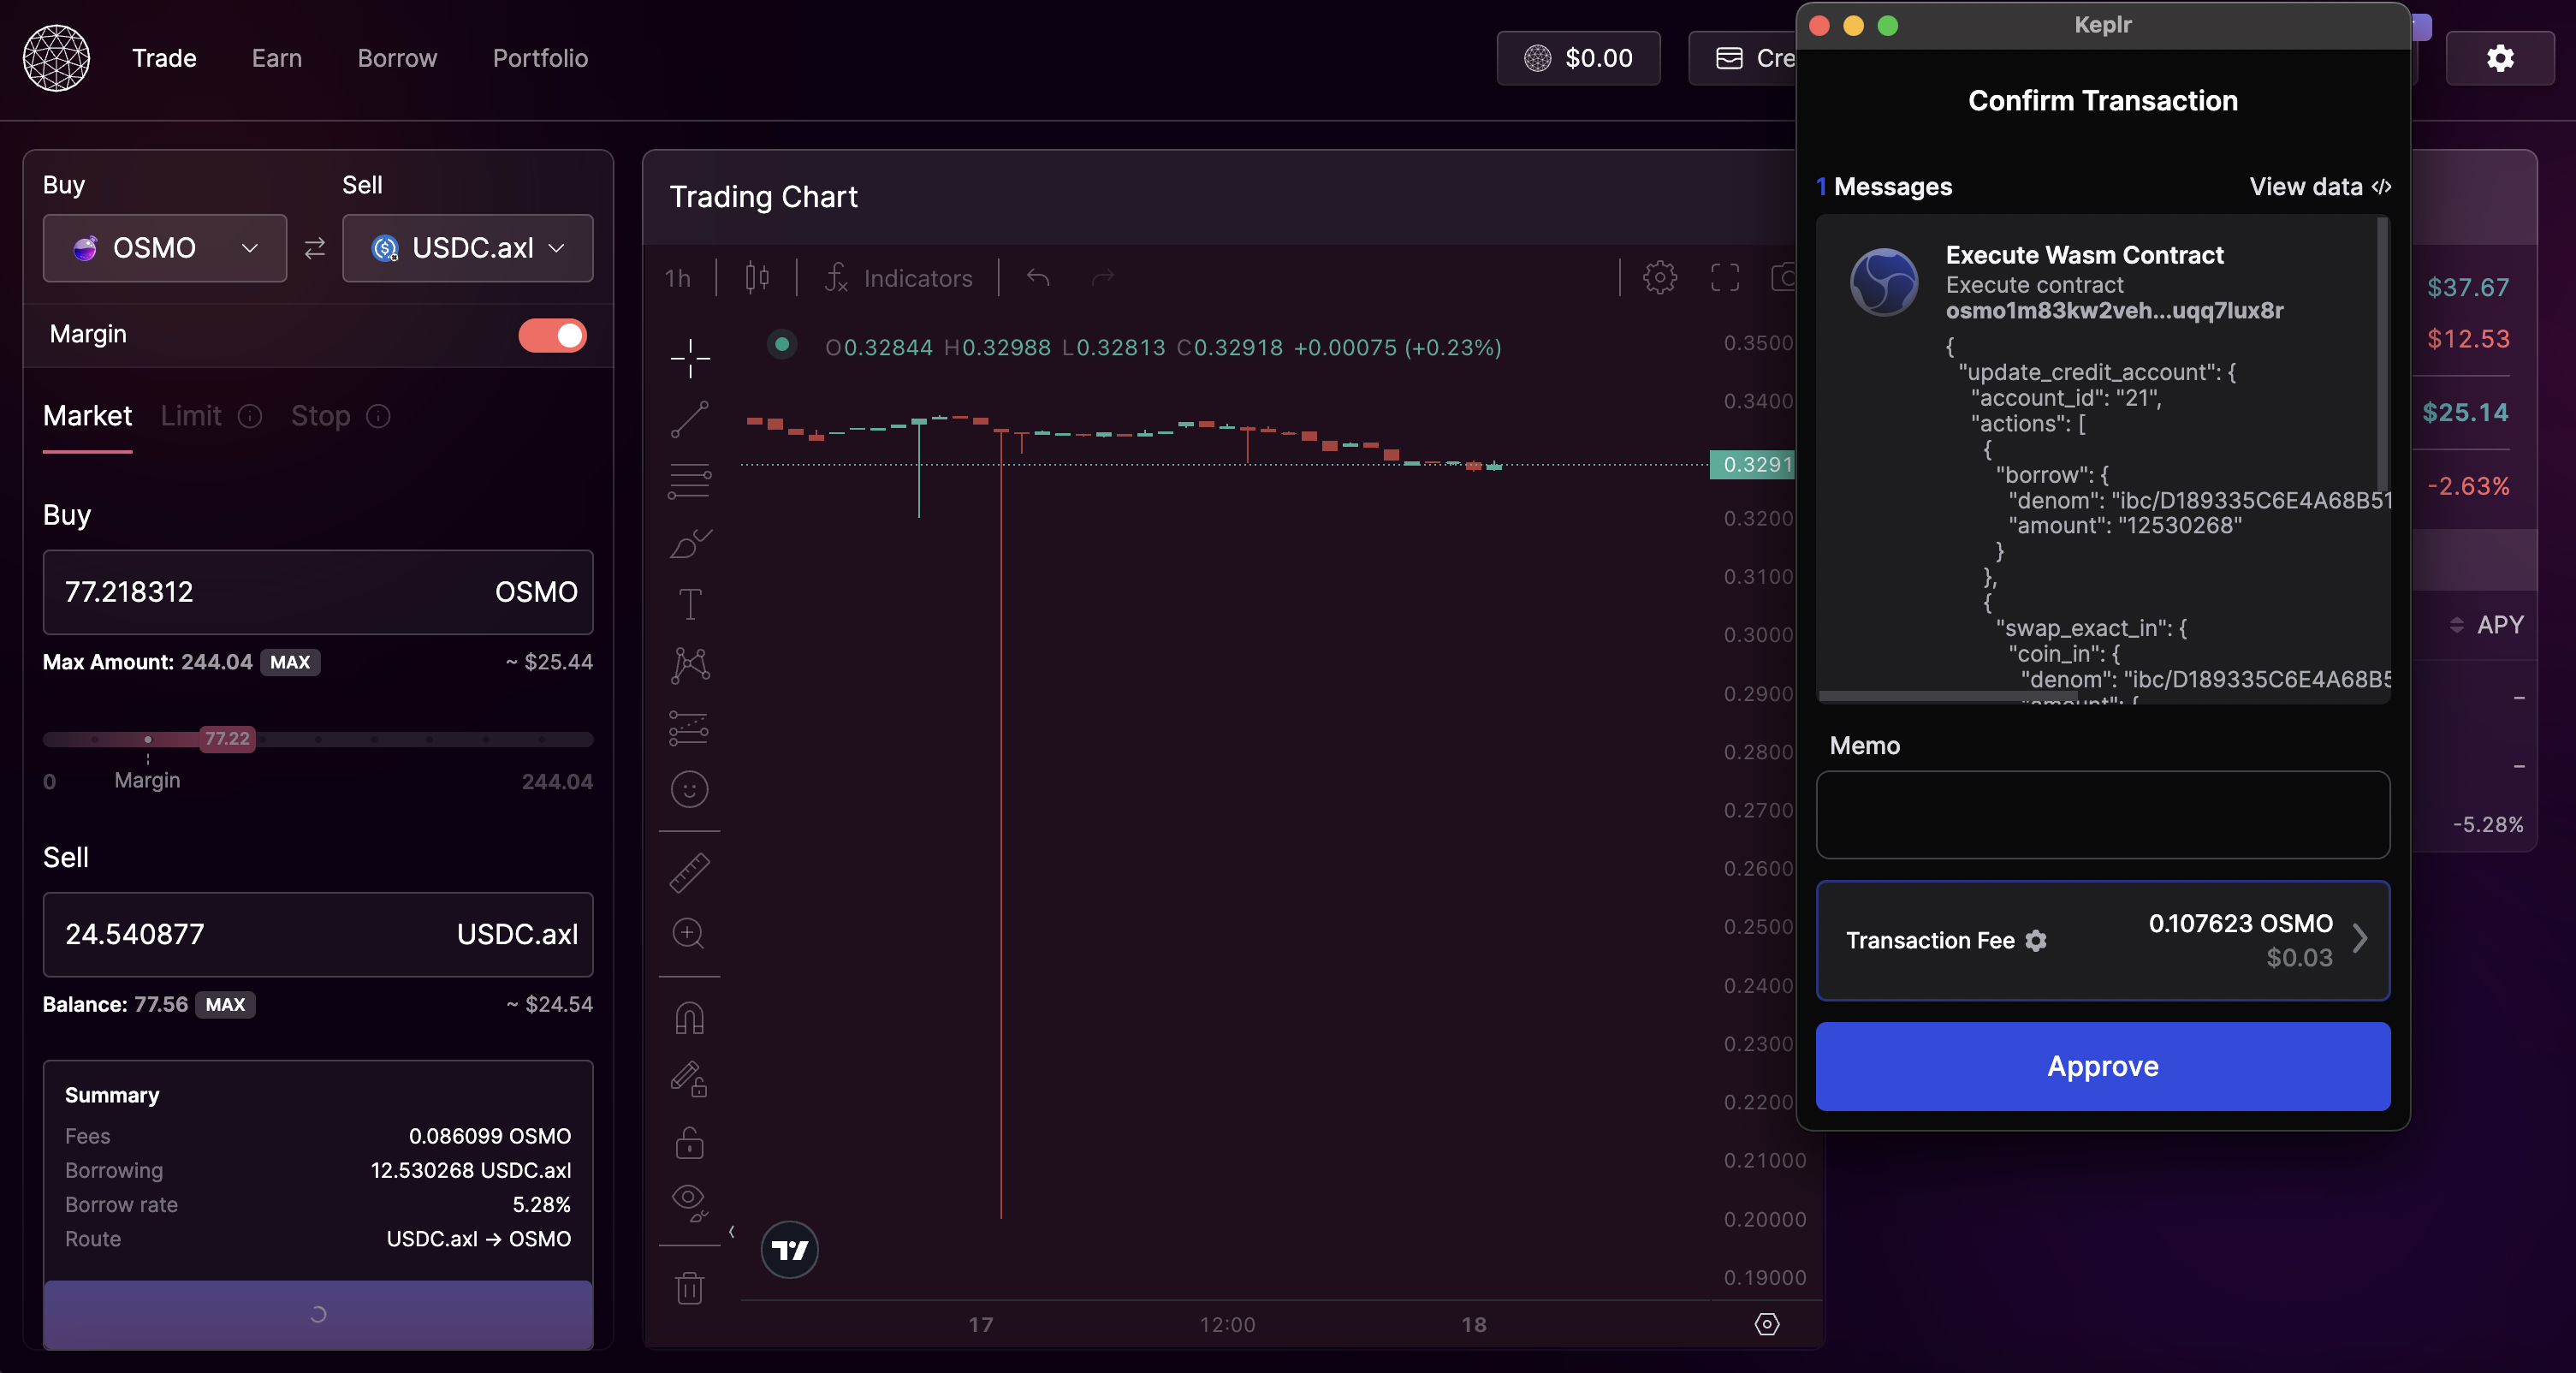 Trade Earn Borrow Portfolio
$0.00
Cre
Buy
Sell
OSMO
USDC.axl
Margin
Market Limit Stop
Buy
77.218312 OSMO
Max Amount: 244.04 MAX ~ $25.44
77.22
0 Margin 244.04
Sell
24.540877 USDC.axl
Balance: 77.56 MAX ~ $24.54
Summary
Fees 0.086099 OSMO
Borrowing 12.530268 USDC.axl
Borrow rate 5.28%
Route USDC.axl → OSMO
Trading Chart
1h Indicators
O0.32844 H0.32988 L0.32813 C0.32918 +0.00075 (+0.23%)
0.3500
0.3400
0.3291
0.3200
0.3100
0.3000
0.2900
0.2800
0.2700
0.2600
0.2500
0.2400
0.2300
0.2200
0.21000
0.20000
0.19000
17 12:00 18
Keplr
Confirm Transaction
1 Messages View data </>
Execute Wasm Contract
Execute contract
osmo1m83kw2veh...uqq7lux8r
{
"update_credit_account": {
"account_id": "21",
"actions": [
{
"borrow": {
"denom": "ibc/D189335C6E4A68B51
"amount": "12530268"
}
},
{
"swap_exact_in": {
"coin_in": {
"denom": "ibc/D189335C6E4A68B5
"amount": {
Memo
Transaction Fee 0.107623 OSMO
$0.03
Approve
$37.67
$12.53
$25.14
-2.63%
APY
–
–
-5.28%